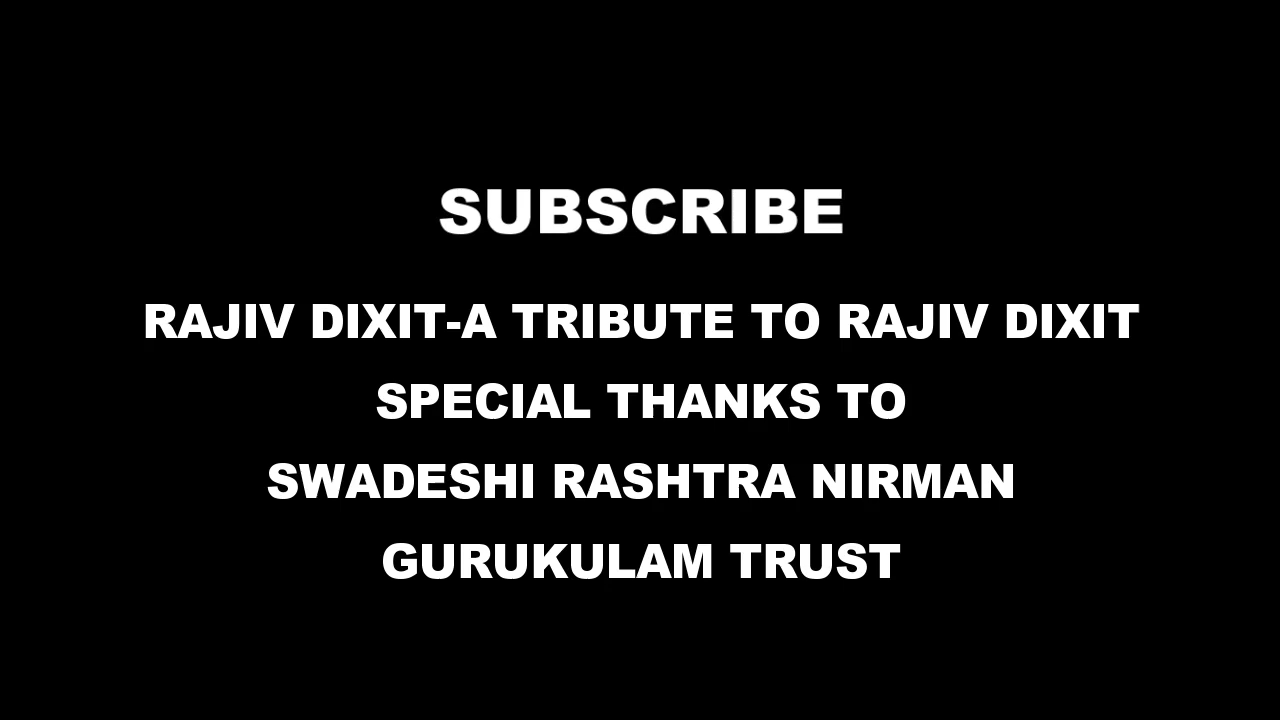 SUBSCRIBE
RAJIV DIXIT-A TRIBUTE TO RAJIV DIXIT
SPECIAL THANKS TO
SWADESHI RASHTRA NIRMAN
GURUKULAM TRUST